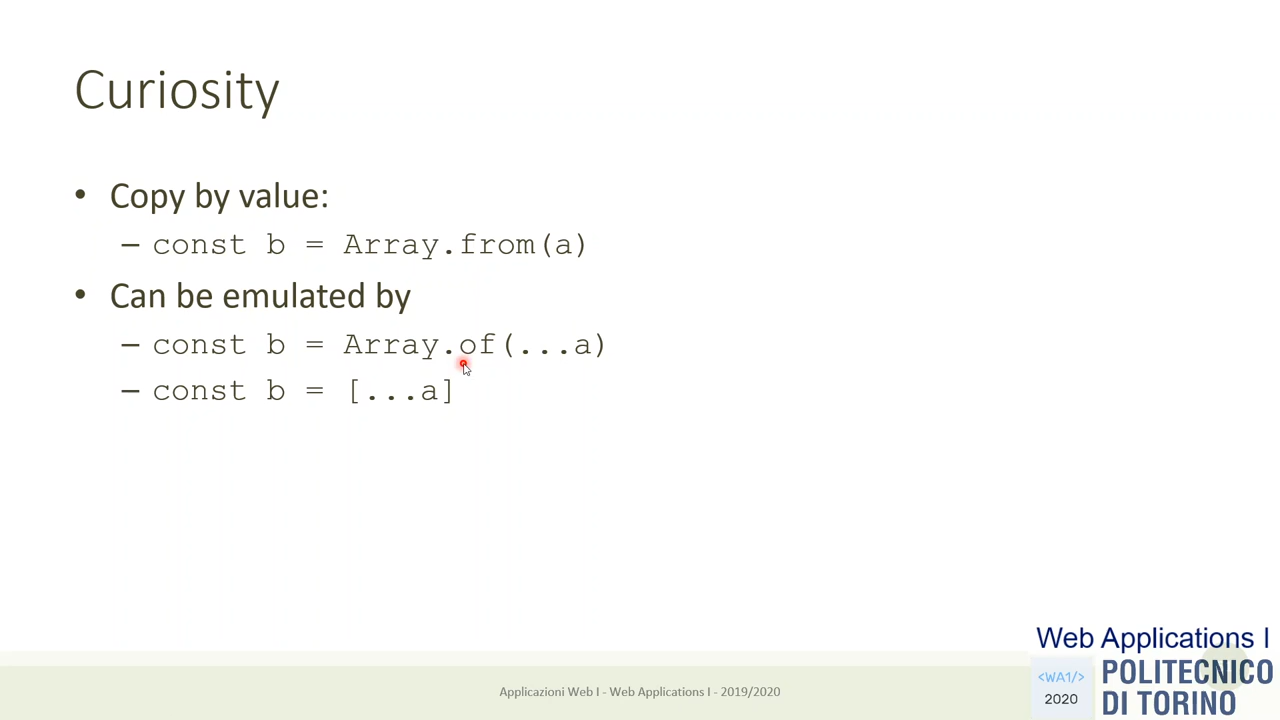 Curiosity
• Copy by value:
– const b = Array.from(a)
• Can be emulated by
– const b = Array.of(...a)
– const b = [...a]
Applicazioni Web I - Web Applications I - 2019/2020
Web Applications I
<WA1/>
2020
POLITECNICO
DI TORINO